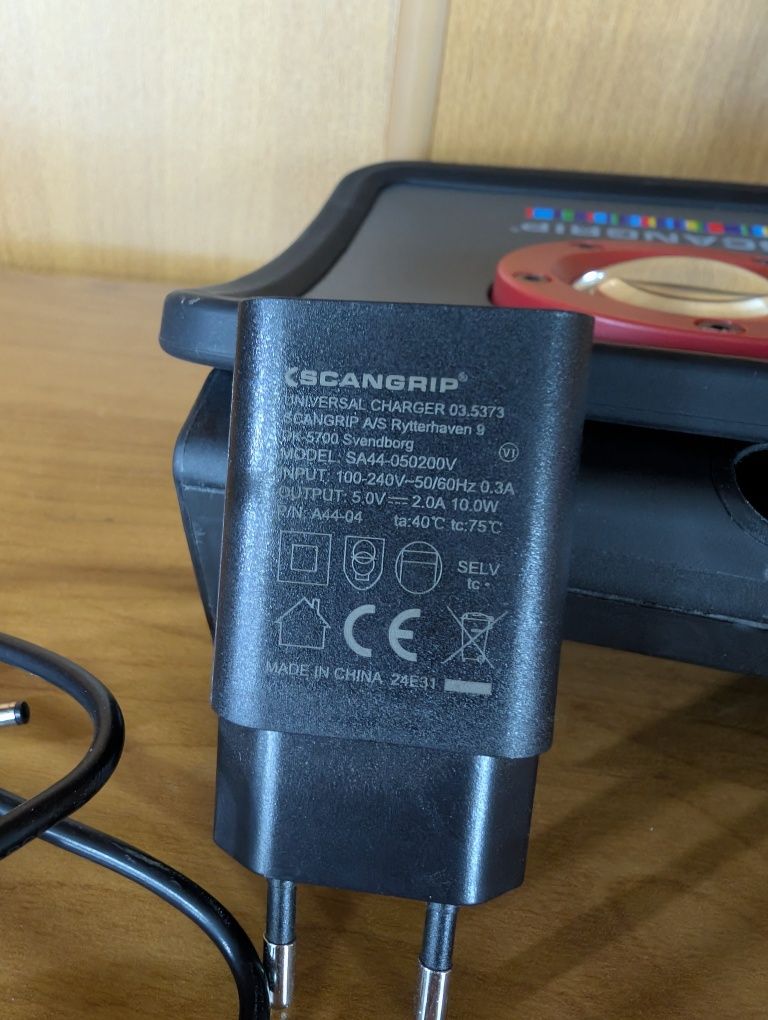 SCANGRIP®
SCANGRIP®
UNIVERSAL CHARGER 03.5373
SCANGRIP A/S Rytterhaven 9
DK-5700 Svendborg
MODEL: SA44-050200V
VI
INPUT: 100-240V~50/60Hz 0.3A
OUTPUT: 5.0V⎓2.0A 10.0W
P/N: A44-04 ta:40℃ tc:75℃
SELV
tc •
CE
MADE IN CHINA 24E31